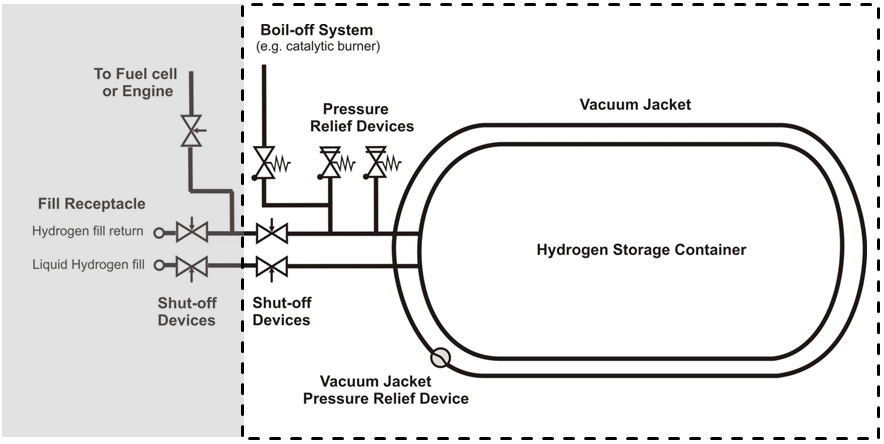 Boil-off System
(e.g. catalytic burner)
To Fuel cell
or Engine
Pressure
Relief Devices
Vacuum Jacket
Fill Receptacle
Hydrogen fill return
Liquid Hydrogen fill
Hydrogen Storage Container
Shut-off
Devices
Shut-off
Devices
Vacuum Jacket
Pressure Relief Device